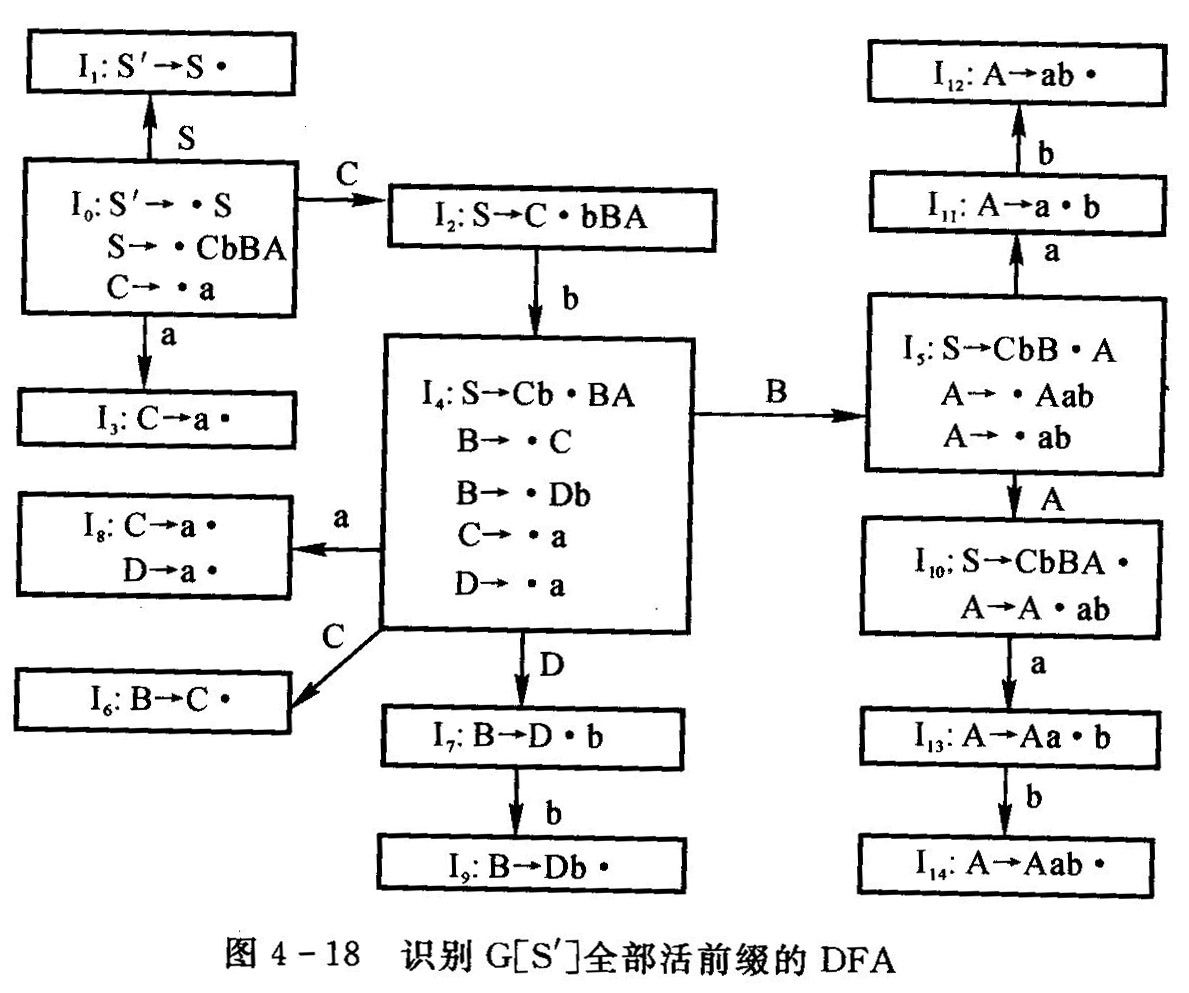 I₁: S′→S ·
S
I₀: S′→ · S
S→ · CbBA
C→ · a
C
I₂: S→C · bBA
a
I₃: C→a ·
b
I₄: S→Cb · BA
B→ · C
B→ · Db
C→ · a
D→ · a
a
I₈: C→a ·
D→a ·
C
I₆: B→C ·
D
I₇: B→D · b
b
I₉: B→Db ·
B
I₁₂: A→ab ·
b
I₁₁: A→a · b
a
I₅: S→CbB · A
A→ · Aab
A→ · ab
A
I₁₀; S→CbBA ·
A→A · ab
a
I₁₃: A→Aa · b
b
I₁₄: A→Aab ·
图 4-18 识别 G[S′]全部活前缀的 DFA